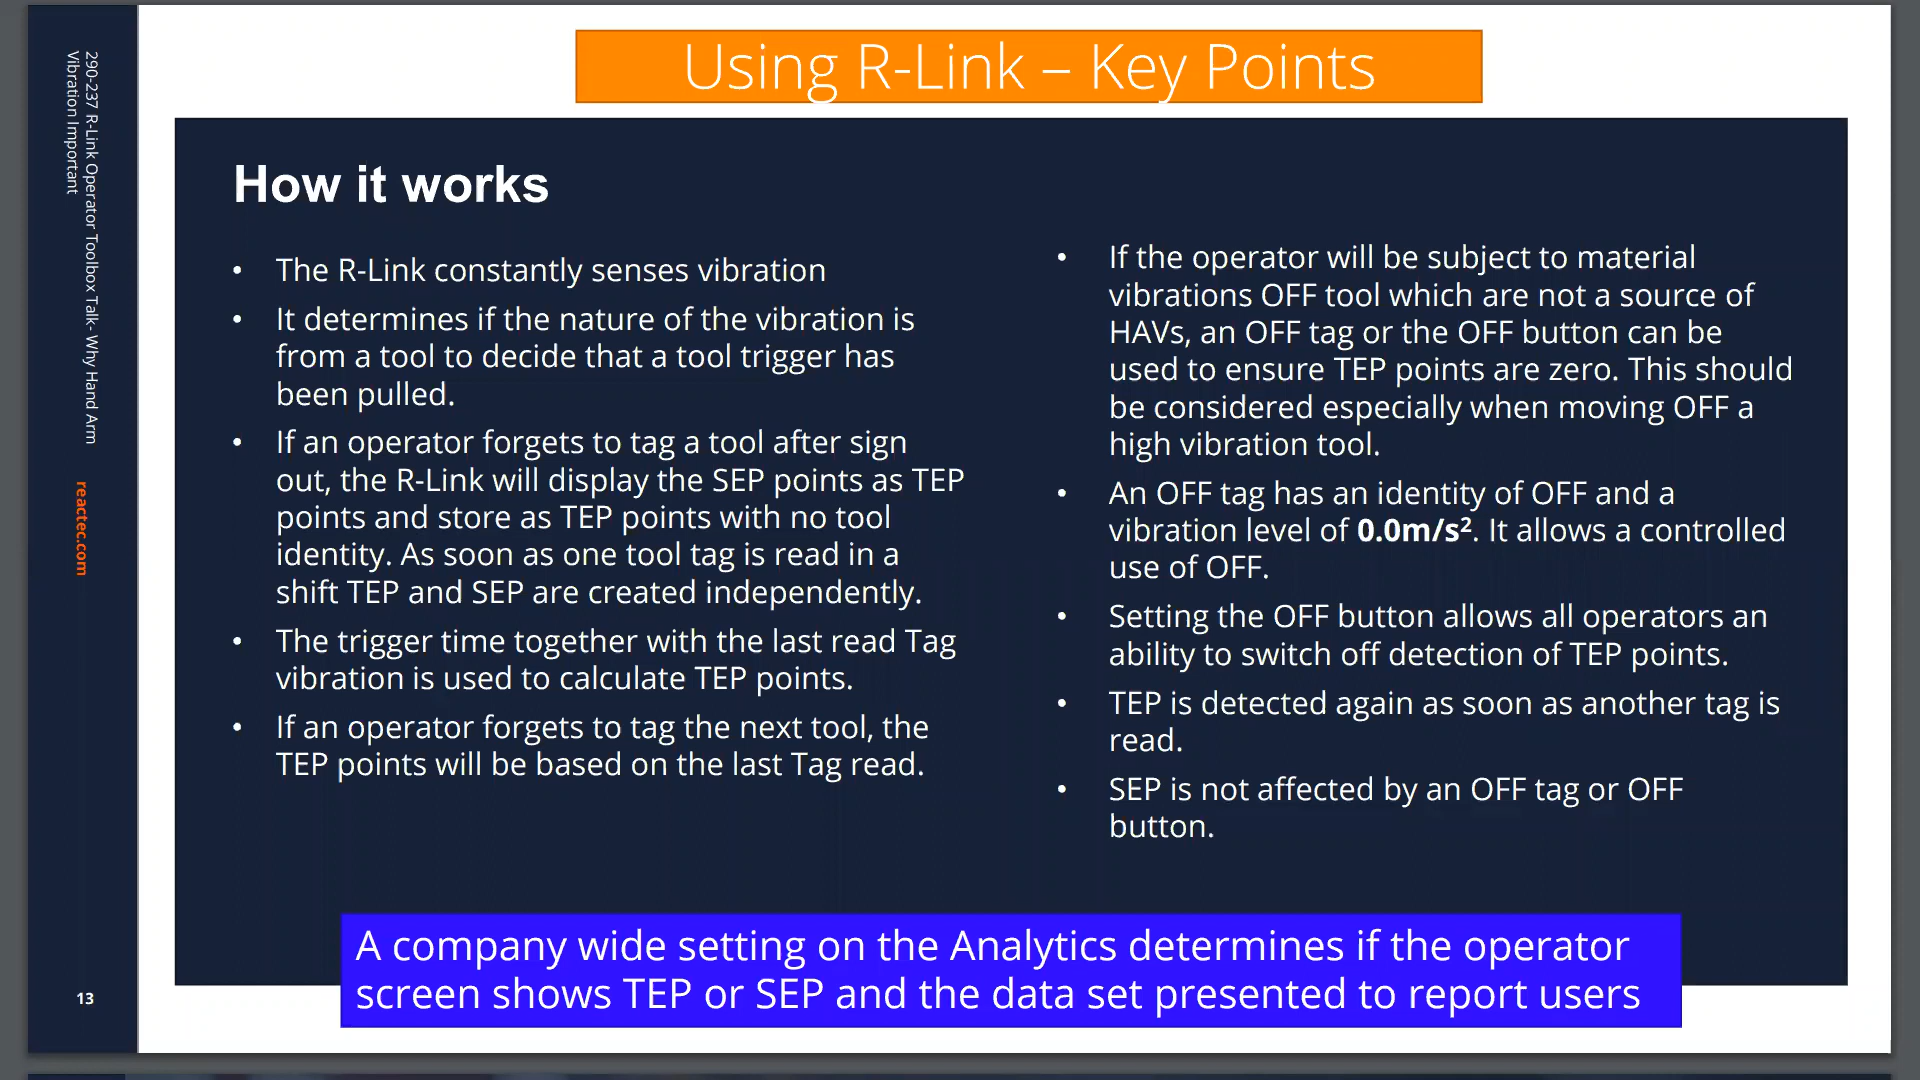 Using R-Link – Key Points
290-237 R-Link Operator Toolbox Talk- Why Hand Arm
Vibration Important
reactec.com
13
How it works
• The R-Link constantly senses vibration
• It determines if the nature of the vibration is
from a tool to decide that a tool trigger has
been pulled.
• If an operator forgets to tag a tool after sign
out, the R-Link will display the SEP points as TEP
points and store as TEP points with no tool
identity. As soon as one tool tag is read in a
shift TEP and SEP are created independently.
• The trigger time together with the last read Tag
vibration is used to calculate TEP points.
• If an operator forgets to tag the next tool, the
TEP points will be based on the last Tag read.
• If the operator will be subject to material
vibrations OFF tool which are not a source of
HAVs, an OFF tag or the OFF button can be
used to ensure TEP points are zero. This should
be considered especially when moving OFF a
high vibration tool.
• An OFF tag has an identity of OFF and a
vibration level of 0.0m/s². It allows a controlled
use of OFF.
• Setting the OFF button allows all operators an
ability to switch off detection of TEP points.
• TEP is detected again as soon as another tag is
read.
• SEP is not affected by an OFF tag or OFF
button.
A company wide setting on the Analytics determines if the operator
screen shows TEP or SEP and the data set presented to report users